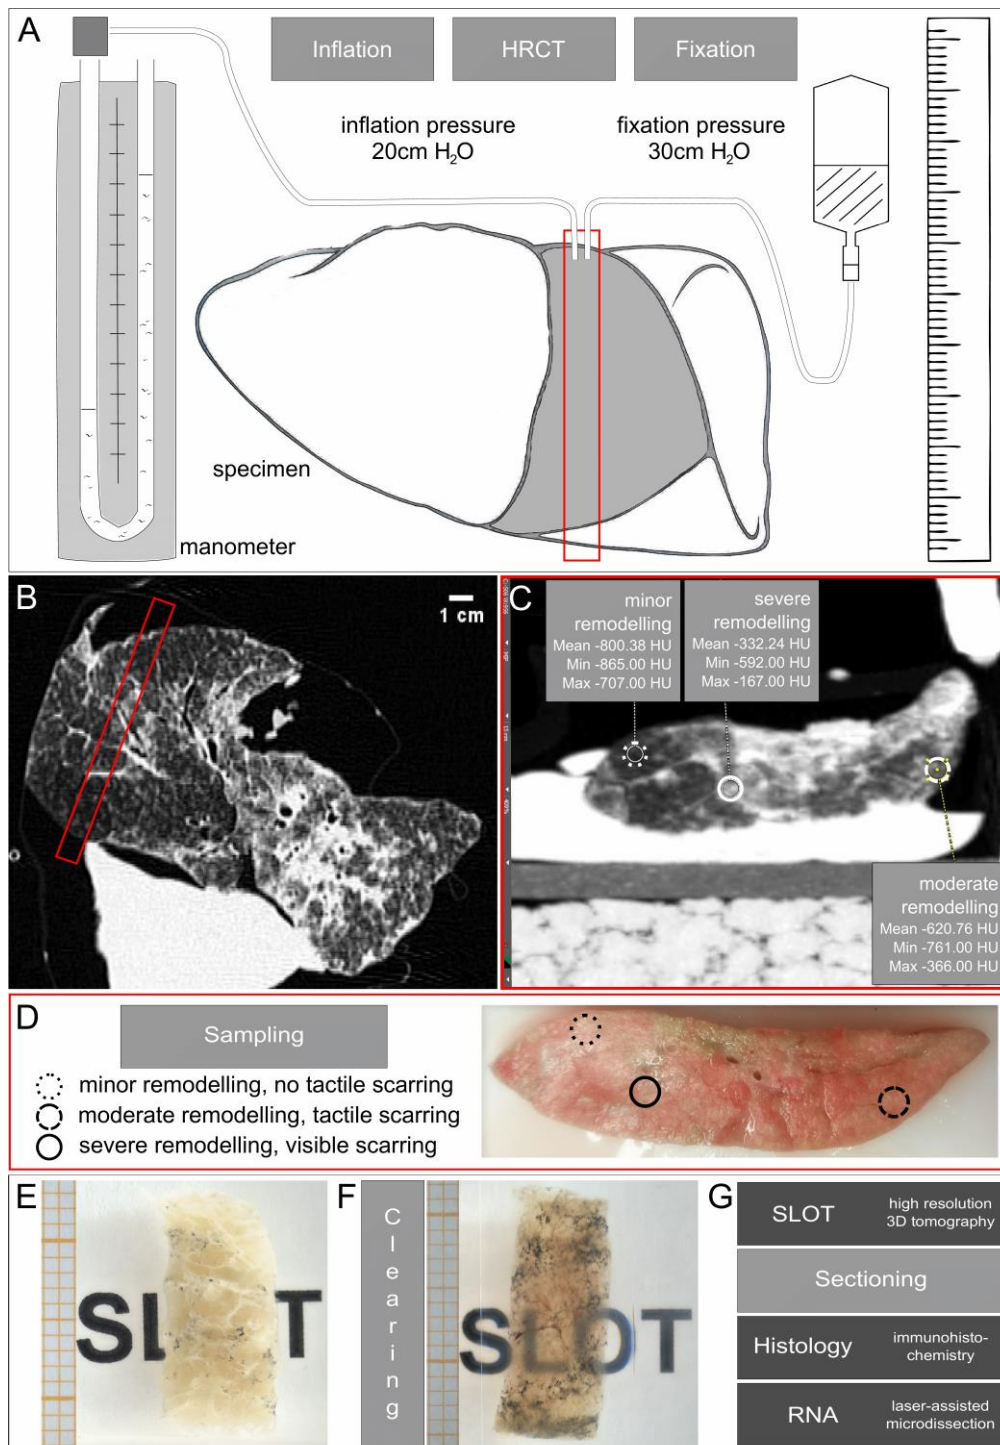 A
Inflation
HRCT
Fixation
inflation pressure
20cm H₂O
fixation pressure
30cm H₂O
specimen
manometer
B
1 cm
C
minor
remodelling
Mean -800.38 HU
Min -865.00 HU
Max -707.00 HU
severe
remodelling
Mean -332.24 HU
Min -592.00 HU
Max -167.00 HU
moderate
remodelling
Mean -620.76 HU
Min -761.00 HU
Max -366.00 HU
D
Sampling
minor remodelling, no tactile scarring
moderate remodelling, tactile scarring
severe remodelling, visible scarring
E
SLOT
F
Clearing
SLOT
G
SLOT
high resolution
3D tomography
Sectioning
Histology
immunohisto-
chemistry
RNA
laser-assisted
microdissection